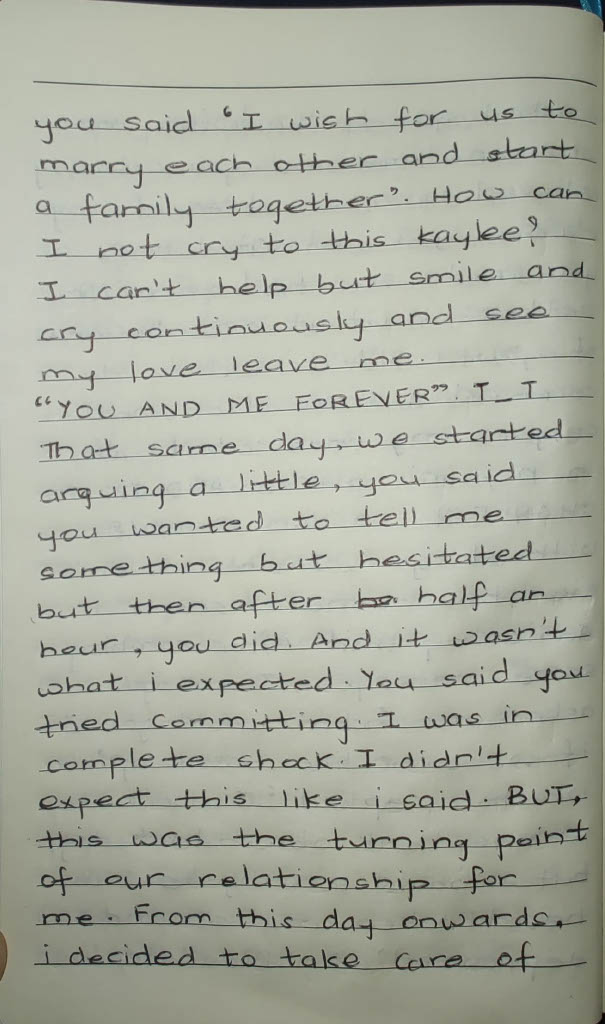 you said ‘I wish for us to
marry each other and start
a family together’. How can
I not cry to this kaylee?
I can't help but smile and
cry continuously and see
my love leave me.
“YOU AND ME FOREVER”. T_T
That same day, we started
arguing a little, you said
you wanted to tell me
something but hesitated
but then after half an
hour, you did. And it wasn't
what i expected. You said you
tried committing. I was in
complete shock. I didn't
expect this like i said. BUT,
this was the turning point
of our relationship for
me. From this day onwards,
i decided to take care of